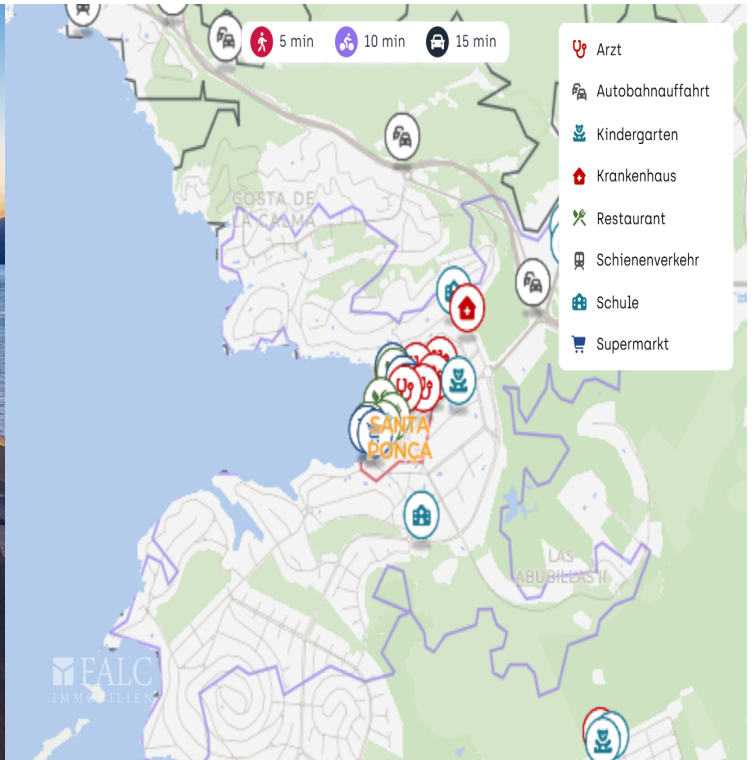 5 min
10 min
15 min
Arzt
Autobahnauffahrt
Kindergarten
Krankenhaus
Restaurant
Schienenverkehr
Schule
Supermarkt
COSTA DE
LA CALMA
SANTA
PONÇA
LAS
ABUBILLAS II
FALC
IMMOBILIEN